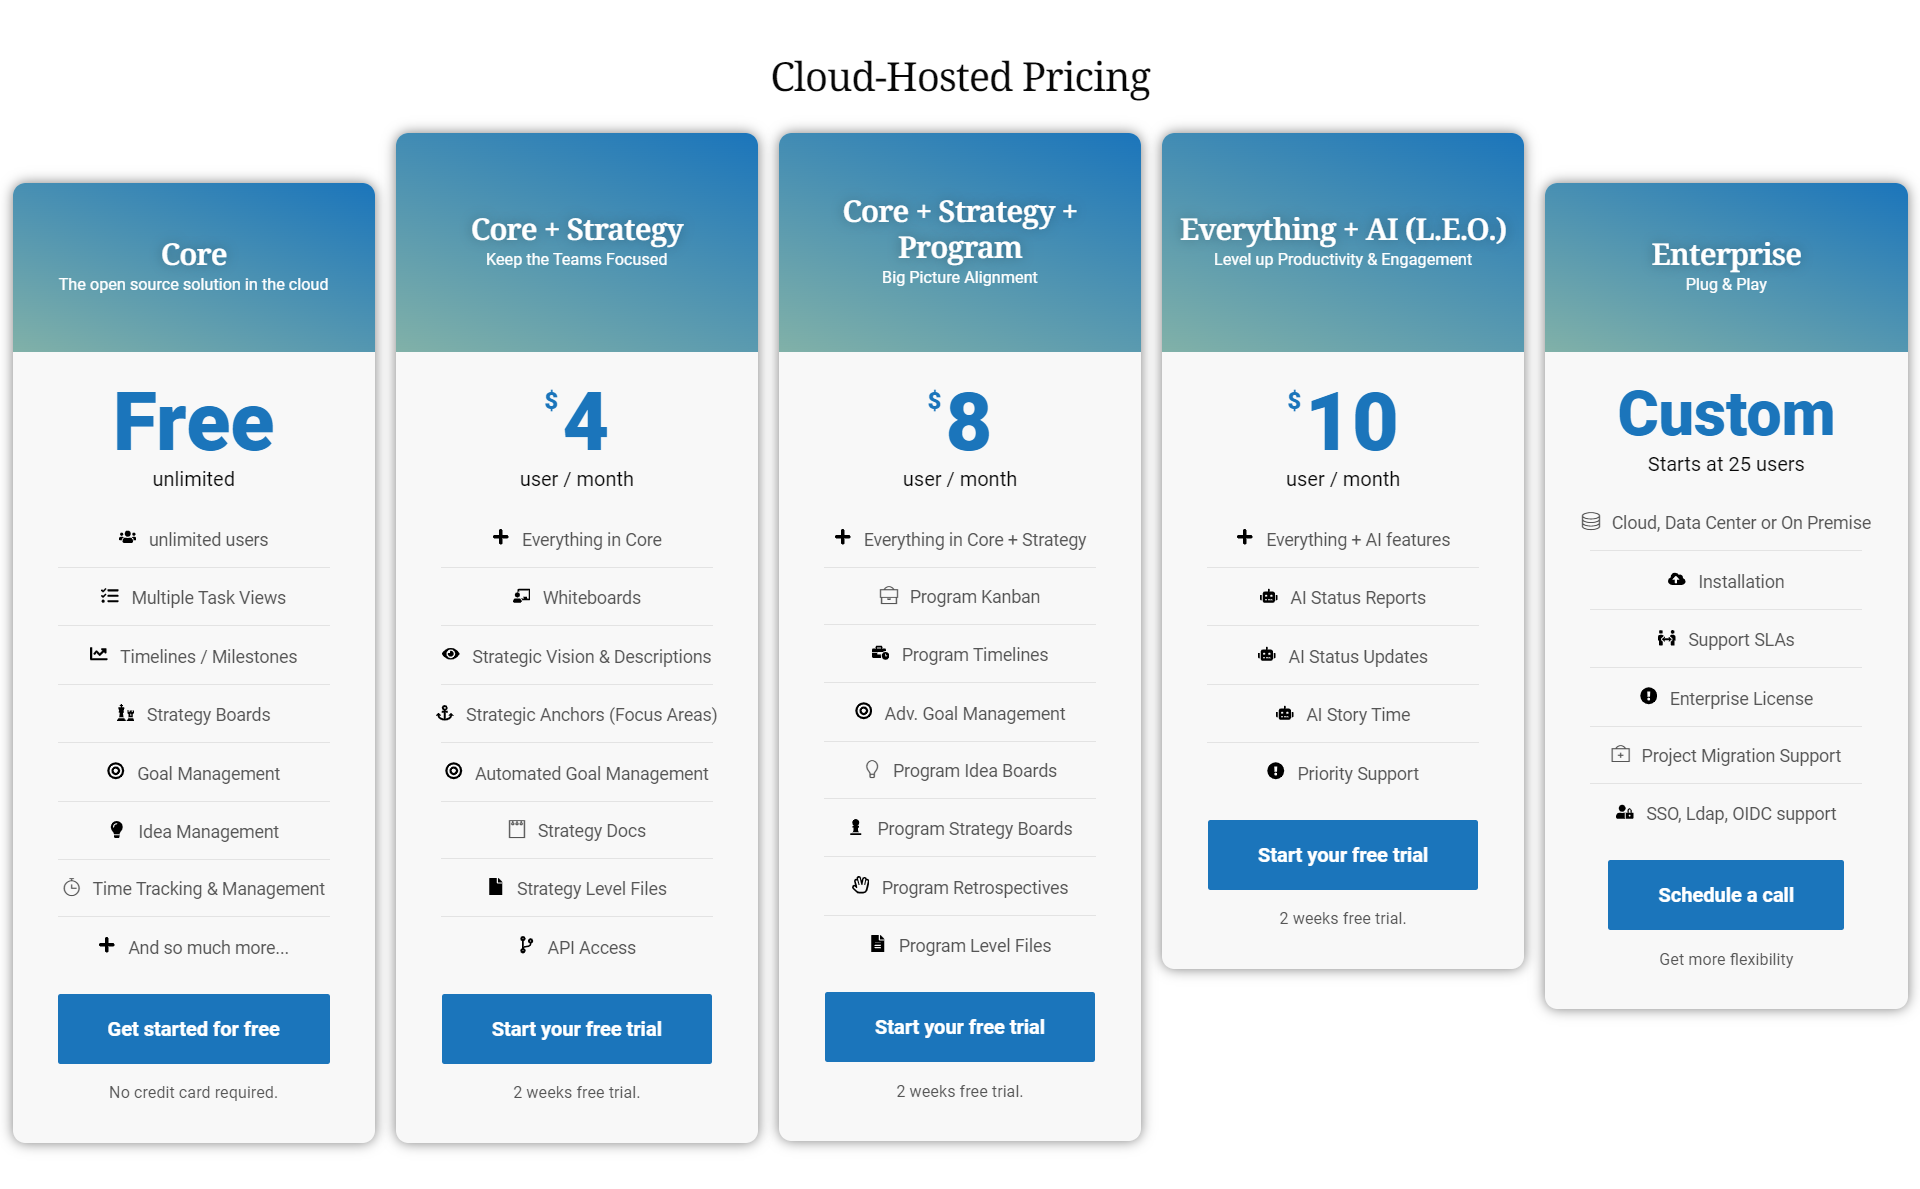 Cloud-Hosted Pricing
Core
The open source solution in the cloud
Free
unlimited
unlimited users
Multiple Task Views
Timelines / Milestones
Strategy Boards
Goal Management
Idea Management
Time Tracking & Management
And so much more...
Get started for free
No credit card required.
Core + Strategy
Keep the Teams Focused
$4
user / month
Everything in Core
Whiteboards
Strategic Vision & Descriptions
Strategic Anchors (Focus Areas)
Automated Goal Management
Strategy Docs
Strategy Level Files
API Access
Start your free trial
2 weeks free trial.
Core + Strategy +
Program
Big Picture Alignment
$8
user / month
Everything in Core + Strategy
Program Kanban
Program Timelines
Adv. Goal Management
Program Idea Boards
Program Strategy Boards
Program Retrospectives
Program Level Files
Start your free trial
2 weeks free trial.
Everything + AI (L.E.O.)
Level up Productivity & Engagement
$10
user / month
Everything + AI features
AI Status Reports
AI Status Updates
AI Story Time
Priority Support
Start your free trial
2 weeks free trial.
Enterprise
Plug & Play
Custom
Starts at 25 users
Cloud, Data Center or On Premise
Installation
Support SLAs
Enterprise License
Project Migration Support
SSO, Ldap, OIDC support
Schedule a call
Get more flexibility